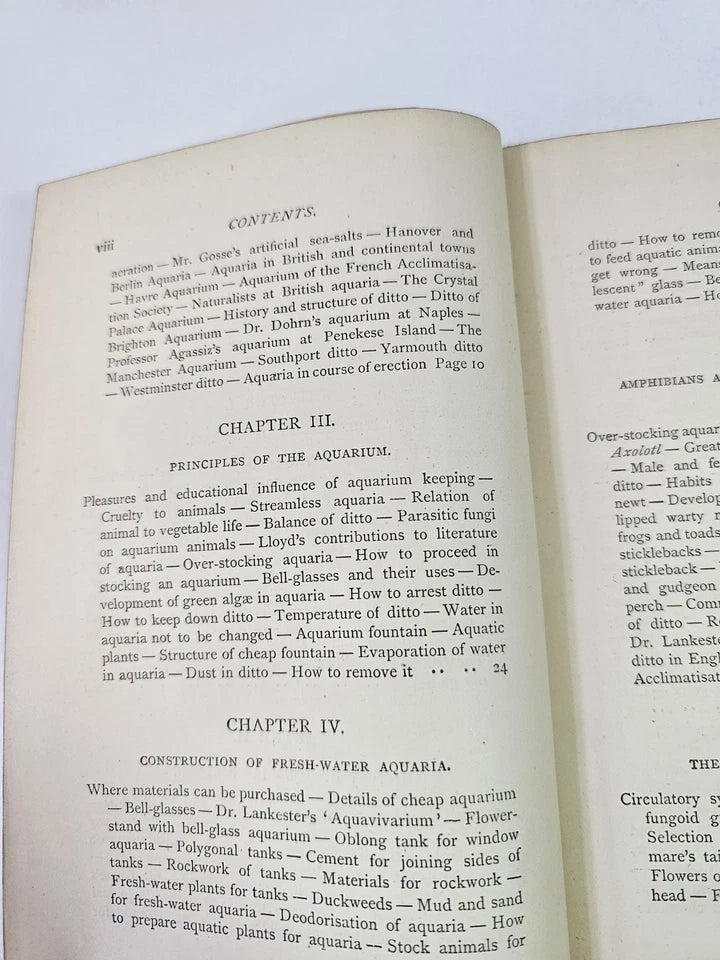 viii
CONTENTS.
aeration — Mr. Gosse's artificial sea-salts — Hanover and
Berlin Aquaria — Aquaria in British and continental towns
— Havre Aquarium — Aquarium of the French Acclimatisa-
tion Society — Naturalists at British aquaria — The Crystal
Palace Aquarium — History and structure of ditto — Ditto of
Brighton Aquarium — Dr. Dohrn's aquarium at Naples —
Professor Agassiz's aquarium at Penekese Island — The
Manchester Aquarium — Southport ditto — Yarmouth ditto
— Westminster ditto — Aquaria in course of erection Page 10
CHAPTER III.
PRINCIPLES OF THE AQUARIUM.
Pleasures and educational influence of aquarium keeping —
Cruelty to animals — Streamless aquaria — Relation of
animal to vegetable life — Balance of ditto — Parasitic fungi
on aquarium animals — Lloyd's contributions to literature
of aquaria — Over-stocking aquaria — How to proceed in
stocking an aquarium — Bell-glasses and their uses — De-
velopment of green algæ in aquaria — How to arrest ditto —
How to keep down ditto — Temperature of ditto — Water in
aquaria not to be changed — Aquarium fountain — Aquatic
plants — Structure of cheap fountain — Evaporation of water
in aquaria — Dust in ditto — How to remove it .. .. 24
CHAPTER IV.
CONSTRUCTION OF FRESH-WATER AQUARIA.
Where materials can be purchased — Details of cheap aquarium
— Bell-glasses — Dr. Lankester's 'Aquavivarium' — Flower-
stand with bell-glass aquarium — Oblong tank for window
aquaria — Polygonal tanks — Cement for joining sides of
tanks — Rockwork of tanks — Materials for rockwork —
Fresh-water plants for tanks — Duckweeds — Mud and sand
for fresh-water aquaria — Deodorisation of aquaria — How
to prepare aquatic plants for aquaria — Stock animals for
ditto — How to remo
to feed aquatic anima
get wrong — Means
lescent" glass — Be
water aquaria — Ho
AMPHIBIANS A
Over-stocking aquar
Axolotl — Great
— Male and fe
ditto — Habits
newt — Develop
lipped warty
frogs and toads
sticklebacks —
stickleback —
and gudgeon
perch — Comm
of ditto — R
Dr. Lankester
ditto in Engl
Acclimatisat
THE
Circulatory sy
fungoid g
Selection
mare's tai
Flowers o
head — F